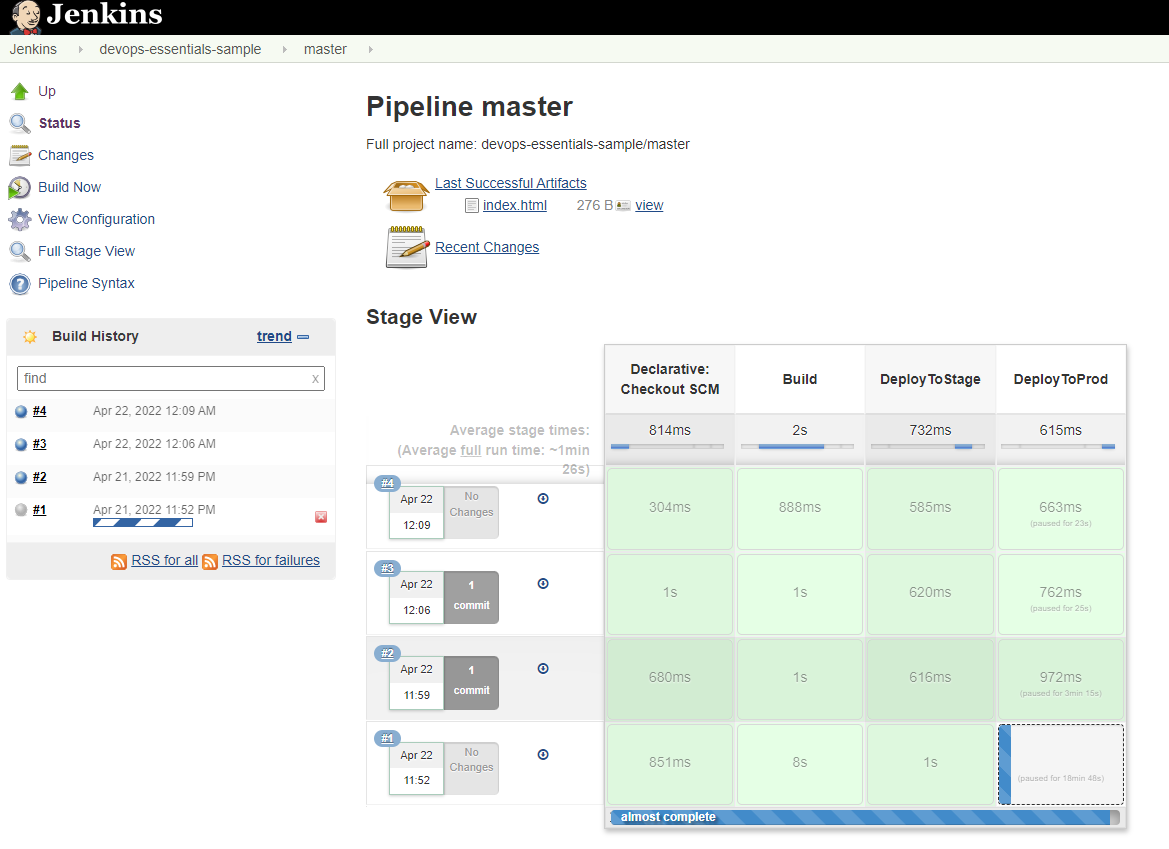 Jenkins
Jenkins devops-essentials-sample master
Up
Status
Changes
Build Now
View Configuration
Full Stage View
Pipeline Syntax
Build History trend
find x
#4 Apr 22, 2022 12:09 AM
#3 Apr 22, 2022 12:06 AM
#2 Apr 21, 2022 11:59 PM
#1 Apr 21, 2022 11:52 PM
RSS for all RSS for failures
Pipeline master
Full project name: devops-essentials-sample/master
Last Successful Artifacts
index.html 276 B view
Recent Changes
Stage View
Declarative:
Checkout SCM
Build
DeployToStage
DeployToProd
Average stage times:
(Average full run time: ~1min
26s)
814ms 2s 732ms 615ms
#4
Apr 22
12:09
No
Changes
304ms 888ms 585ms 663ms
(paused for 23s)
#3
Apr 22
12:06
1
commit
1s 1s 620ms 762ms
(paused for 25s)
#2
Apr 22
11:59
1
commit
680ms 1s 616ms 972ms
(paused for 3min 15s)
#1
Apr 22
11:52
No
Changes
851ms 8s 1s
(paused for 18min 48s)
almost complete